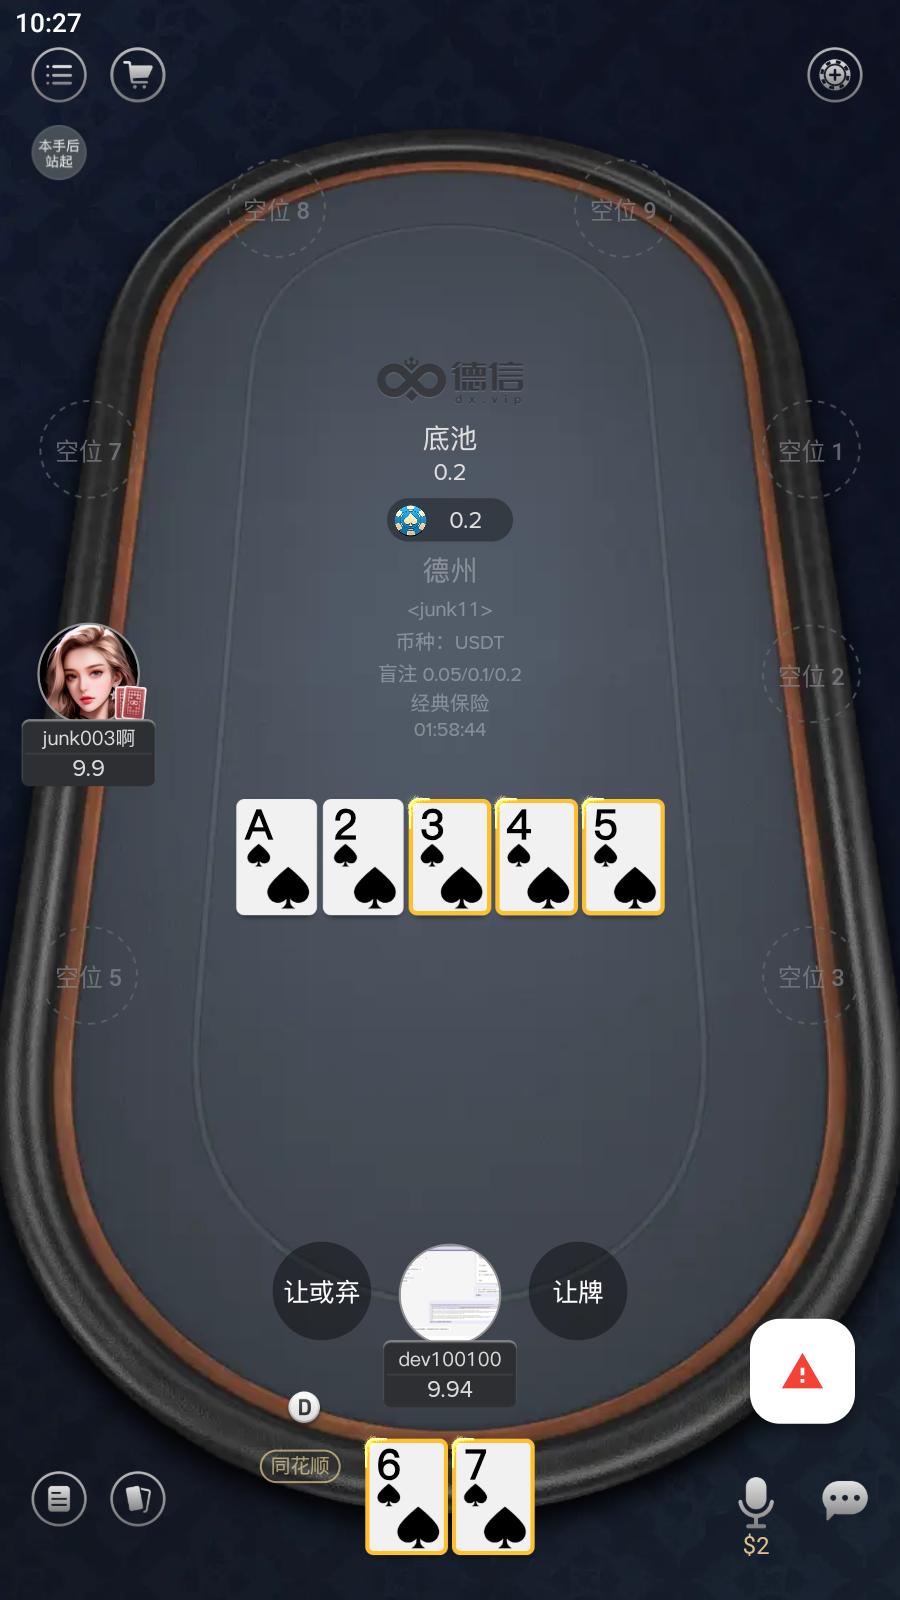 10:27
本手后
站起
空位 8
空位 9
德信
dx.vip
底池
0.2
0.2
空位 7
空位 1
德州
<junk11>
币种：USDT
盲注 0.05/0.1/0.2
经典保险
01:58:44
空位 2
junk003啊
9.9
A
2
3
4
5
空位 5
空位 3
让或弃
让牌
dev100100
9.94
D
同花顺
6
7
$2